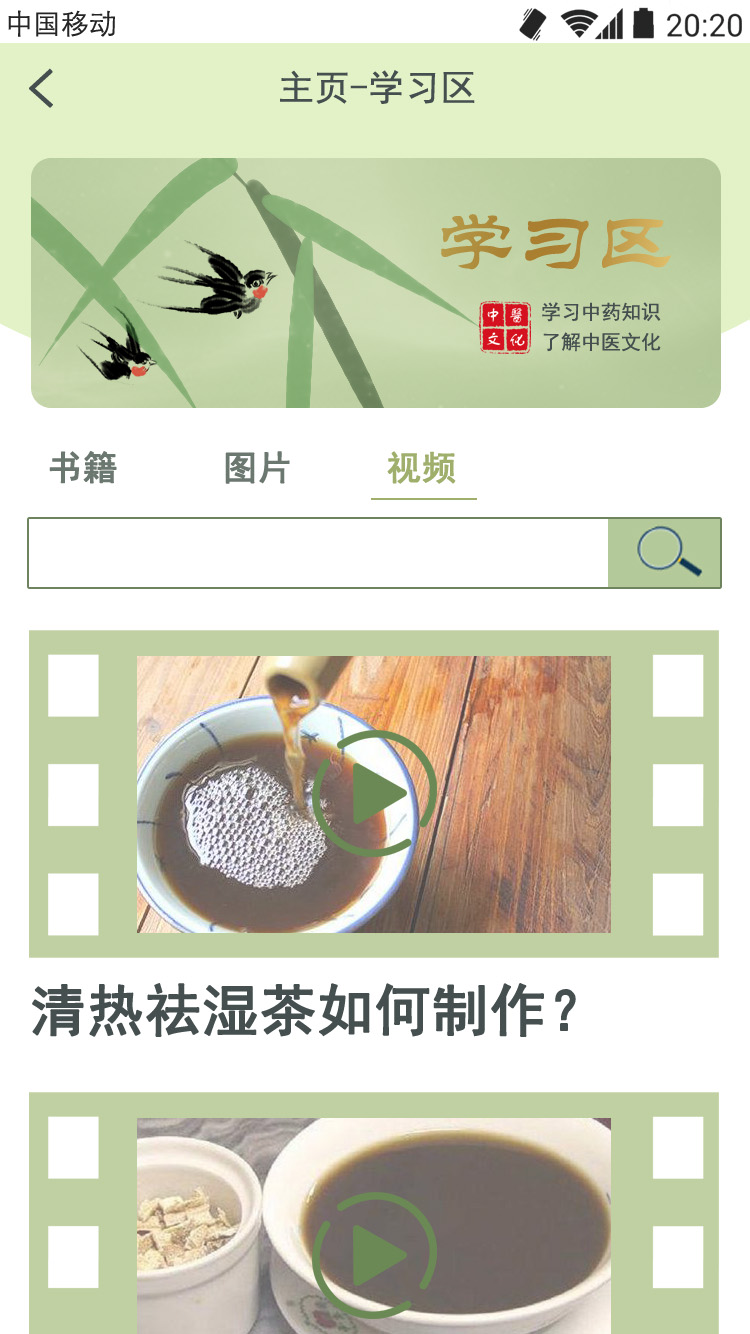 中国移动
20:20
主页-学习区
学习区
中醫
文化
学习中药知识
了解中医文化
书籍
图片
视频
清热祛湿茶如何制作？